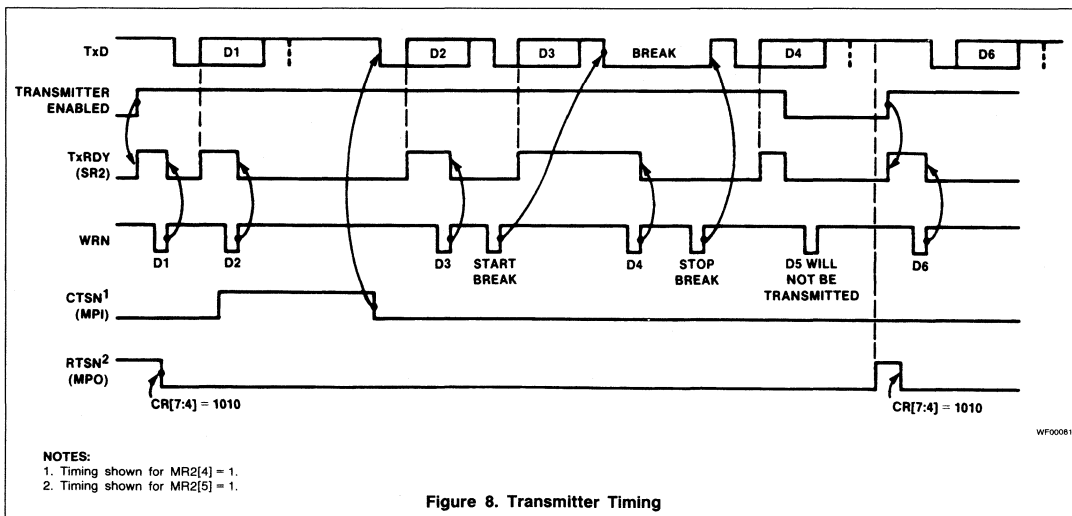 TxD
D1
D2
D3
BREAK
D4
D6
TRANSMITTER
ENABLED
TxRDY
(SR2)
WRN
D1
D2
D3
START
BREAK
D4
STOP
BREAK
D5 WILL
NOT BE
TRANSMITTED
D6
CTSN1
(MPI)
RTSN2
(MPO)
CR[7:4] = 1010
CR[7:4] = 1010
WF00081
NOTES:
1. Timing shown for MR2[4] = 1.
2. Timing shown for MR2[5] = 1.
Figure 8. Transmitter Timing